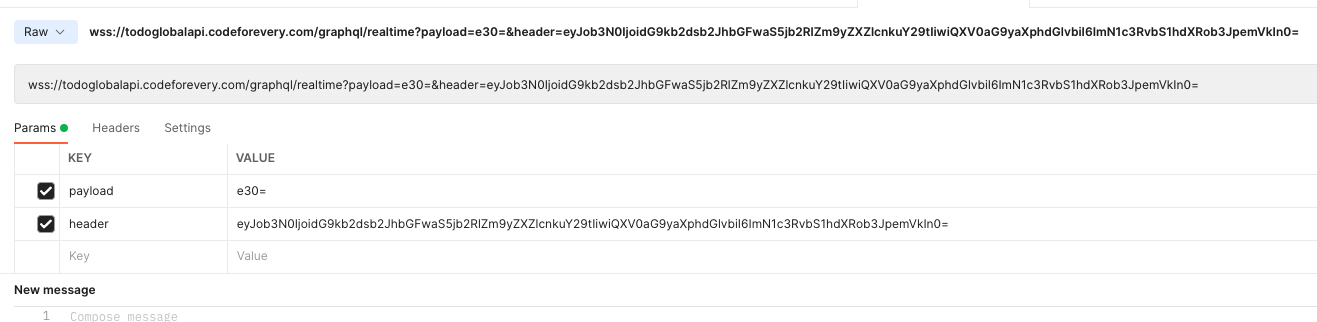 Raw wss://todoglobalapi.codeforevery.com/graphql/realtime?payload=e30=&header=eyJob3N0IjoidG9kb2dsb2JhbGFwaS5jb2RlZm9yZXZlcnkuY29tIiwiQXV0aG9yaXphdGlvbiI6ImN1c3RvbS1hdXRob3JpemVkIn0=
wss://todoglobalapi.codeforevery.com/graphql/realtime?payload=e30=&header=eyJob3N0IjoidG9kb2dsb2JhbGFwaS5jb2RlZm9yZXZlcnkuY29tIiwiQXV0aG9yaXphdGlvbiI6ImN1c3RvbS1hdXRob3JpemVkIn0=
Params Headers Settings
KEY VALUE
payload e30=
header eyJob3N0IjoidG9kb2dsb2JhbGFwaS5jb2RlZm9yZXZlcnkuY29tIiwiQXV0aG9yaXphdGlvbiI6ImN1c3RvbS1hdXRob3JpemVkIn0=
Key Value
New message
1 Compose message